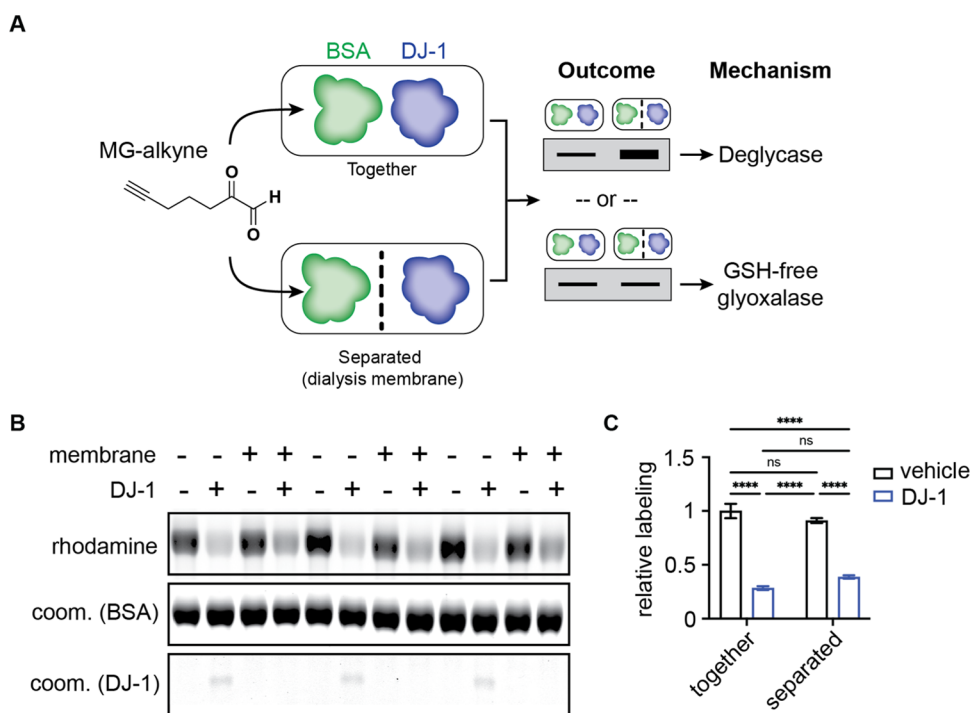 A
BSA DJ-1
Outcome Mechanism
MG-alkyne
O
H
O
Together
Deglycase
-- or --
GSH-free
glyoxalase
Separated
(dialysis membrane)
B
membrane - - + + - - + + - - + +
DJ-1 - + - + - + - + - + - +
rhodamine
coom. (BSA)
coom. (DJ-1)
C
****
ns
ns
**** **** ****
vehicle
DJ-1
relative labeling
1.5
1
0.5
0
together
separated